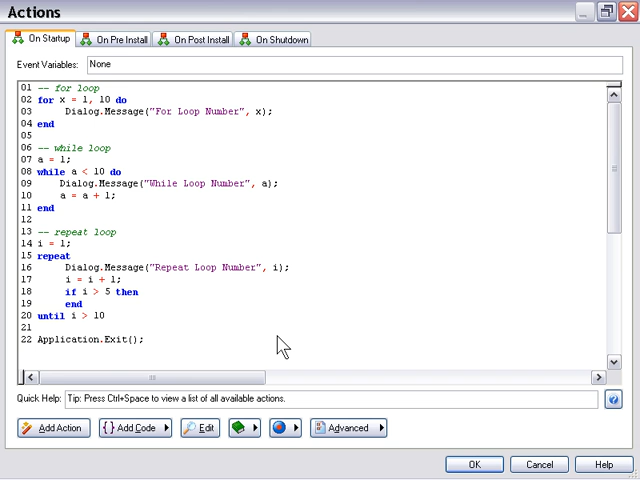 Actions
On Startup
On Pre Install
On Post Install
On Shutdown
Event Variables: None
01 -- for loop
02 for x = 1, 10 do
03 Dialog.Message("For Loop Number", x);
04 end
05
06 -- while loop
07 a = 1;
08 while a < 10 do
09 Dialog.Message("While Loop Number", a);
10 a = a + 1;
11 end
12
13 -- repeat loop
14 i = 1;
15 repeat
16 Dialog.Message("Repeat Loop Number", i);
17 i = i + 1;
18 if i > 5 then
19 end
20 until i > 10
21
22 Application.Exit();
Quick Help: Tip: Press Ctrl+Space to view a list of all available actions.
Add Action
Add Code
Edit
Advanced
OK
Cancel
Help